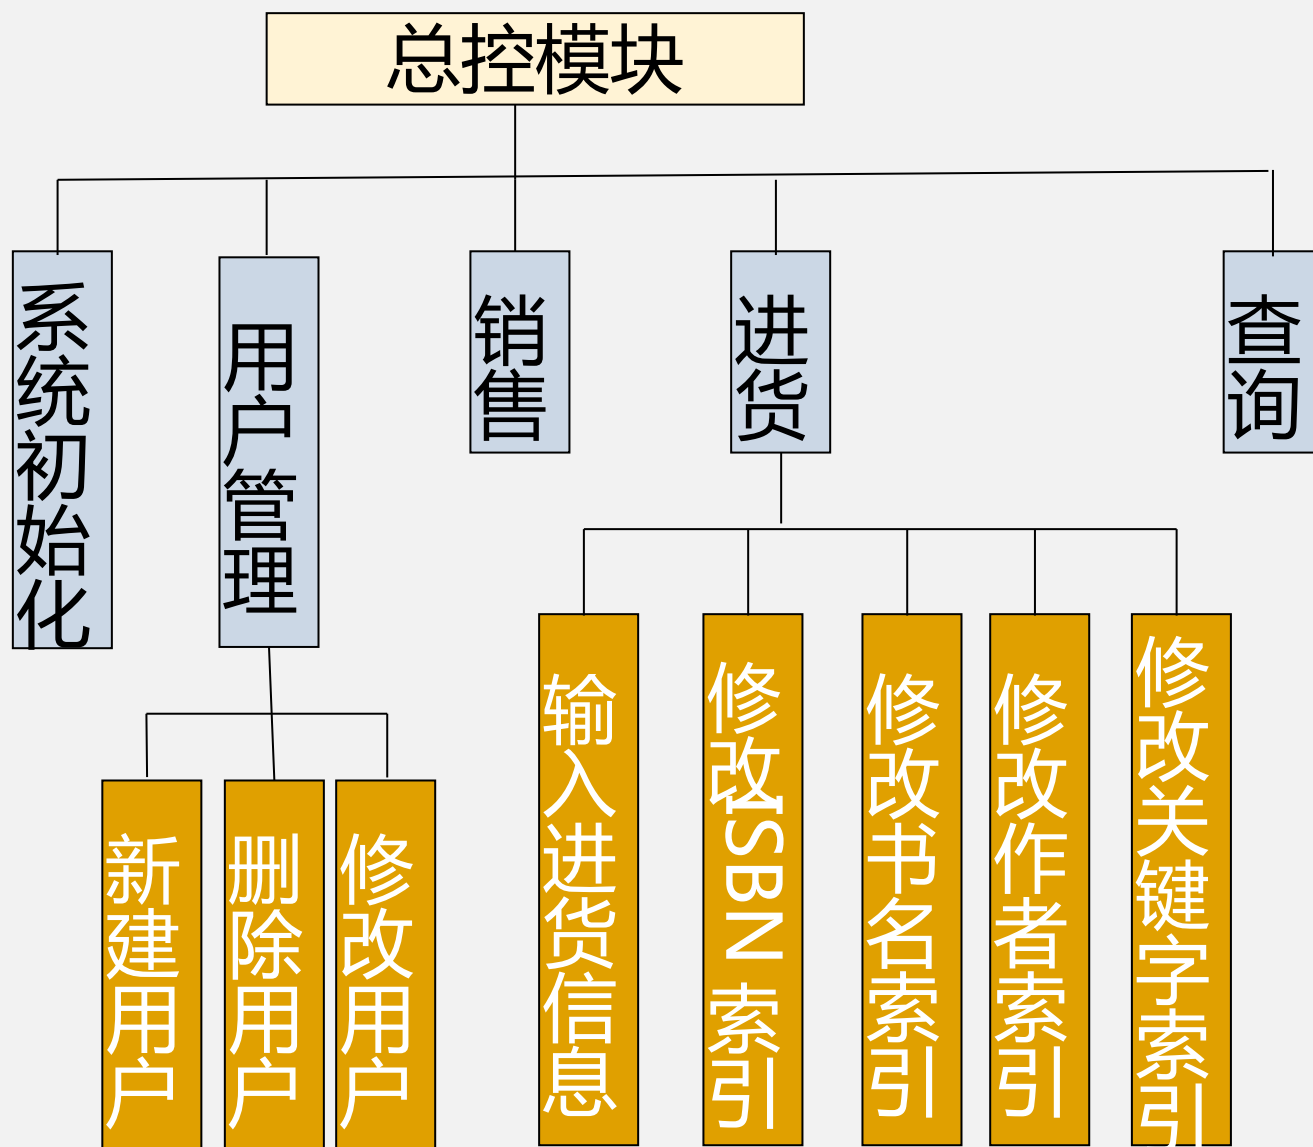 总控模块
系统初始化
用户管理
销售
进货
查询
新建用户
删除用户
修改用户
输入进货信息
修改ISBN 索引
修改书名索引
修改作者索引
修改关键字索引